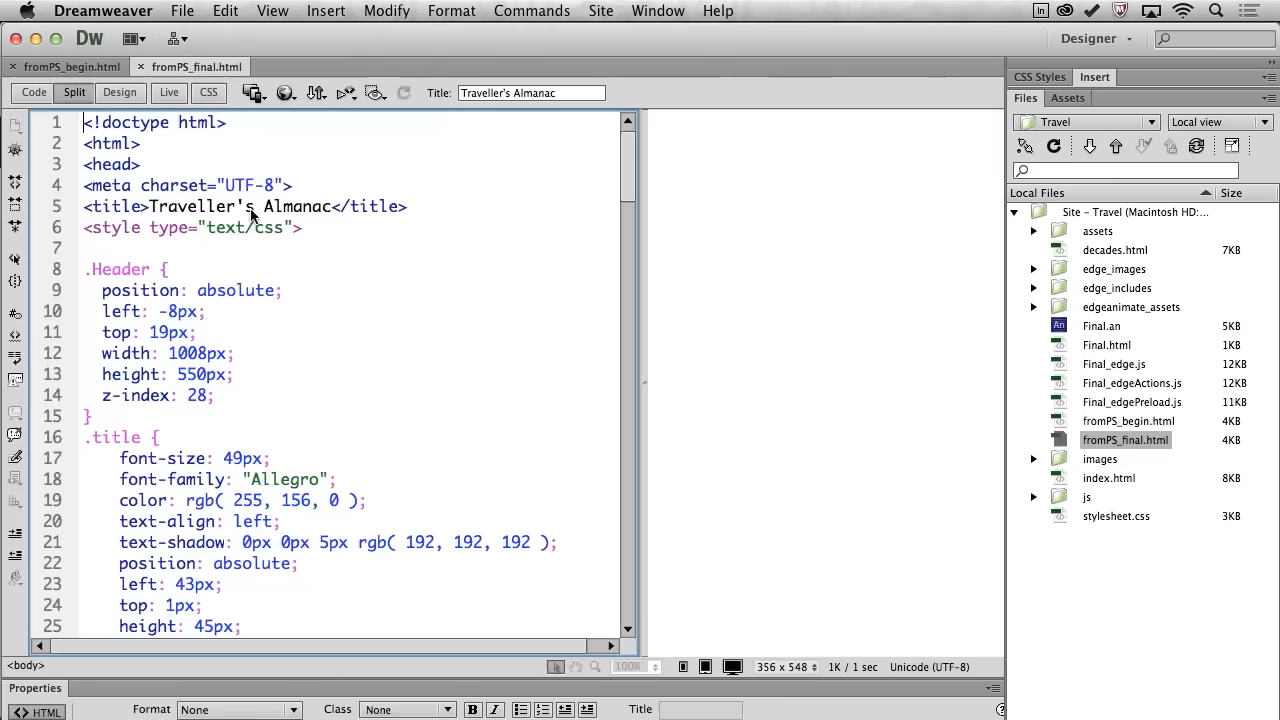 Dreamweaver File Edit View Insert Modify Format Commands Site Window Help
Dw Designer
× fromPS_begin.html × fromPS_final.html
Code Split Design Live CSS Title: Traveller's Almanac
1 <!doctype html>
2 <html>
3 <head>
4 <meta charset="UTF-8">
5 <title>Traveller's Almanac</title>
6 <style type="text/css">
7
8 .Header {
9 position: absolute;
10 left: -8px;
11 top: 19px;
12 width: 1008px;
13 height: 550px;
14 z-index: 28;
15 }
16 .title {
17 font-size: 49px;
18 font-family: "Allegro";
19 color: rgb( 255, 156, 0 );
20 text-align: left;
21 text-shadow: 0px 0px 5px rgb( 192, 192, 192 );
22 position: absolute;
23 left: 43px;
24 top: 1px;
25 height: 45px;
<body> 100% 356 x 548 1K / 1 sec Unicode (UTF-8)
Properties
<> HTML Format None Class None B I Title
CSS Styles Insert
Files Assets
Travel Local view
Local Files Size
Site - Travel (Macintosh HD:...
assets
decades.html 7KB
edge_images
edge_includes
edgeanimate_assets
An Final.an 5KB
Final.html 1KB
Final_edge.js 12KB
Final_edgeActions.js 12KB
Final_edgePreload.js 11KB
fromPS_begin.html 4KB
fromPS_final.html 4KB
images
index.html 8KB
js
stylesheet.css 3KB